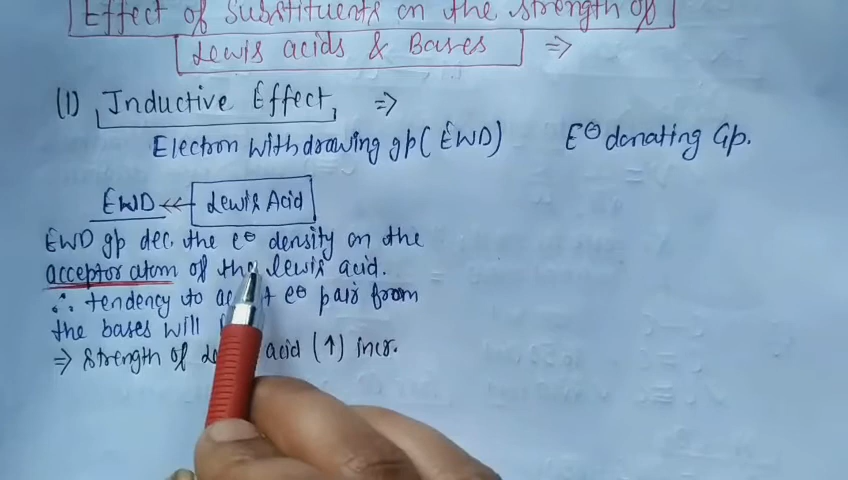 Effect of Substituents on the strength of
Lewis acids & Bases ⇒
(1) Inductive Effect ⇒
Electron withdrawing gp (EWD) E⊖ donating Gp.
EWD ↞ Lewis Acid
EWD gp dec. the e⊖ density on the
acceptor atom of the lewis acid.
∴ tendency to e⊖ pair from
the bases will
⇒ Strength of acid (↑) incr.